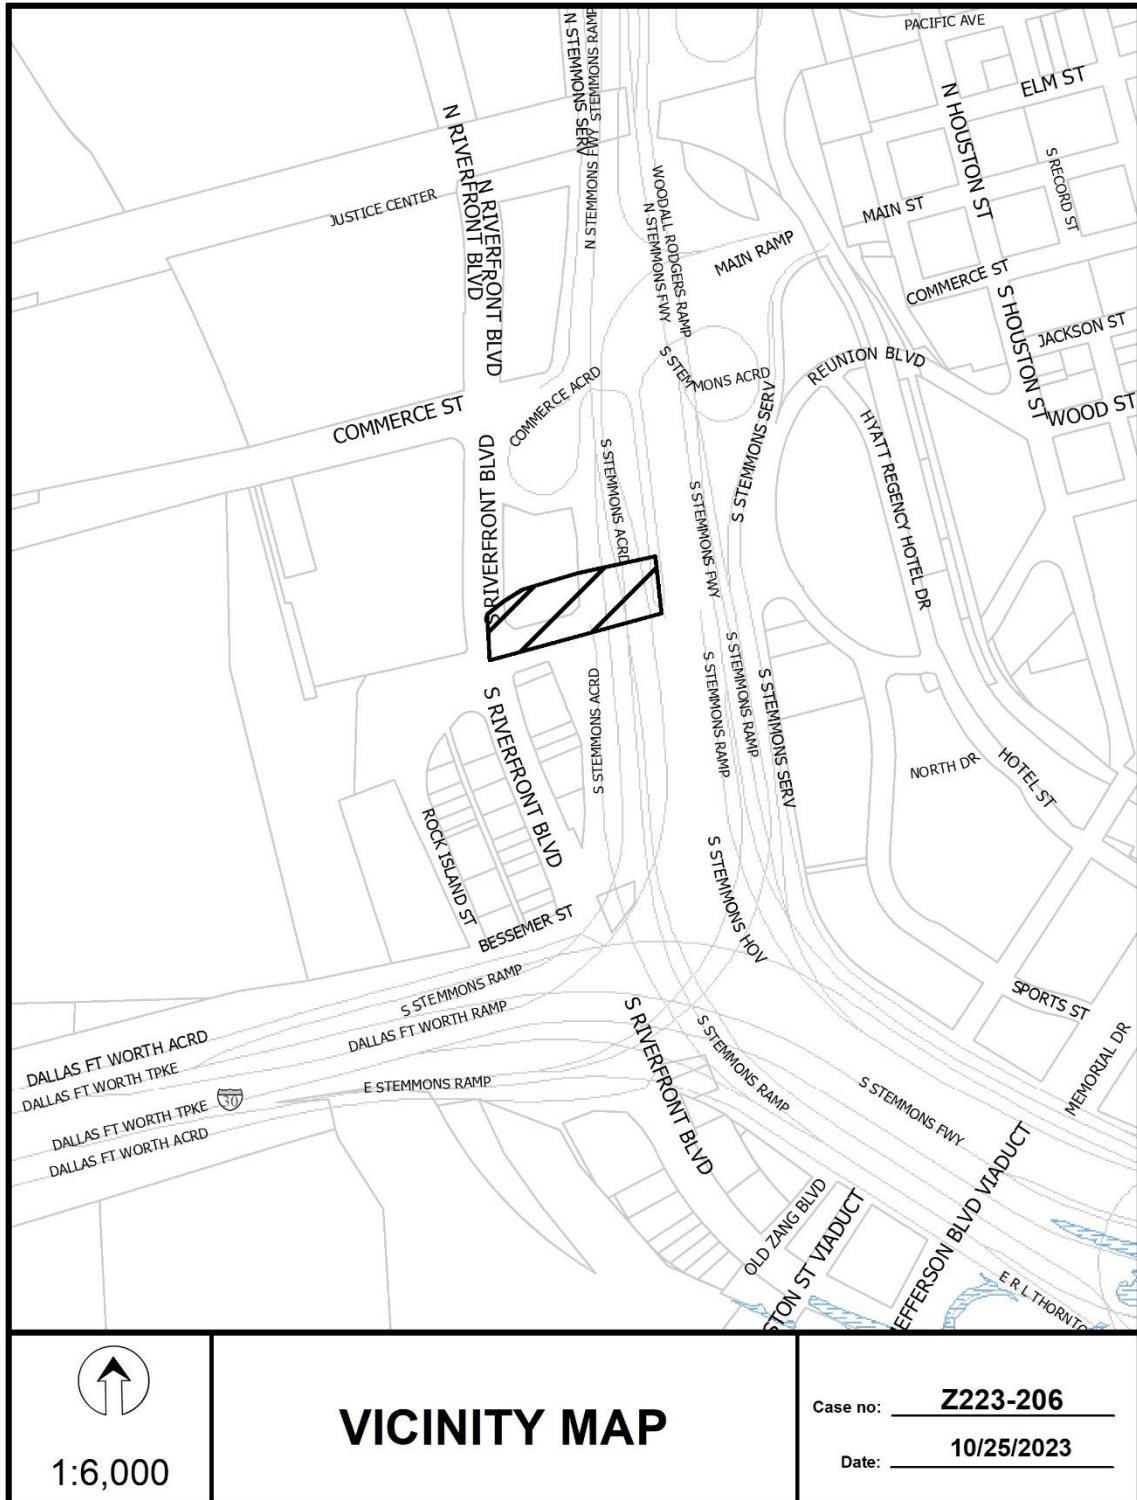 PACIFIC AVE
ELM ST
N STEMMONS SERV
N STEMMONS FWY
STEMMONS RAMP
N HOUSTON ST
S RECORD ST
N RIVERFRONT BLVD
N RIVERFRONT BLVD
JUSTICE CENTER
WOODALL RODGERS RAMP
N STEMMONS FWY
MAIN ST
MAIN RAMP
COMMERCE ST
S HOUSTON ST
JACKSON ST
REUNION BLVD
S STEMMONS ACRD
COMMERCE ACRD
WOOD ST
COMMERCE ST
S STEMMONS SERV
HYATT REGENCY HOTEL DR
S RIVERFRONT BLVD
S STEMMONS ACRD
S STEMMONS FWY
S STEMMONS RAMP
S STEMMONS RAMP
S STEMMONS SERV
S STEMMONS ACRD
S RIVERFRONT BLVD
NORTH DR
HOTEL ST
ROCK ISLAND ST
S STEMMONS HOV
BESSEMER ST
S STEMMONS RAMP
DALLAS FT WORTH RAMP
SPORTS ST
MEMORIAL DR
S RIVERFRONT BLVD
S STEMMONS RAMP
DALLAS FT WORTH ACRD
DALLAS FT WORTH TPKE
E STEMMONS RAMP
30
DALLAS FT WORTH TPKE
DALLAS FT WORTH ACRD
S STEMMONS FWY
OLD ZANG BLVD
STON ST VIADUCT
JEFFERSON BLVD VIADUCT
E R L THORNTO
1:6,000
VICINITY MAP
Case no: Z223-206
Date: 10/25/2023